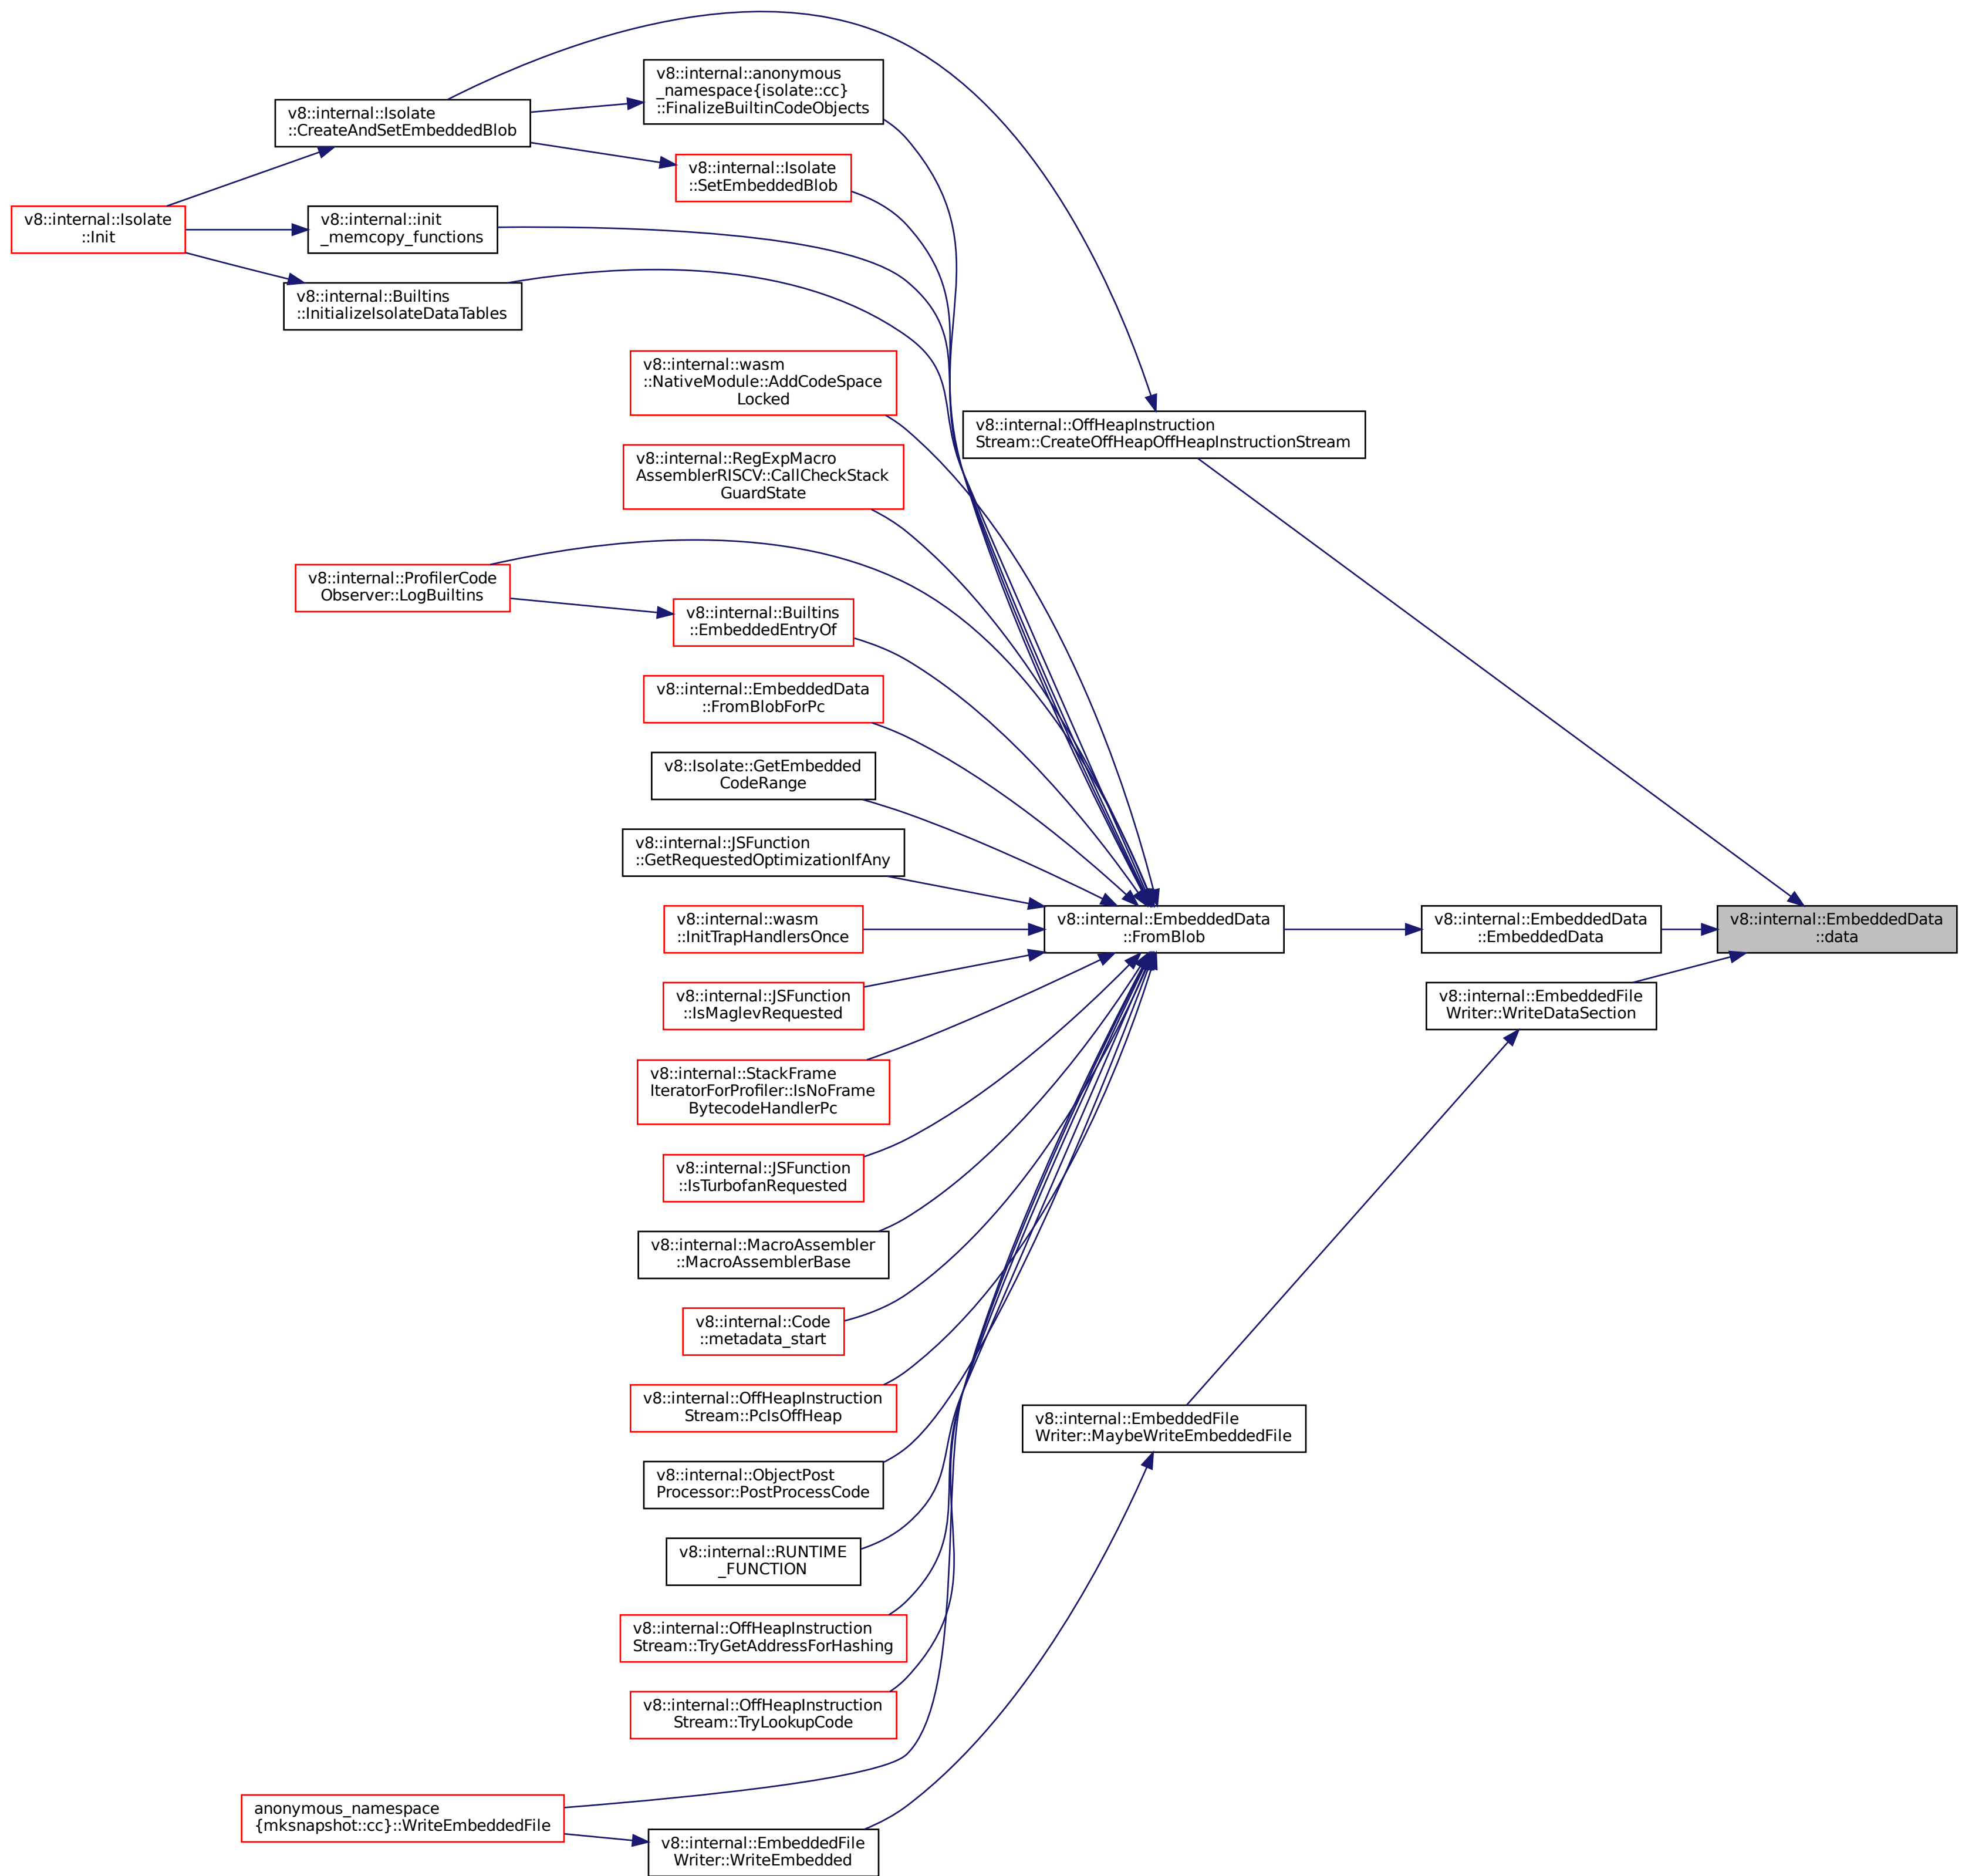 v8::internal::anonymous
_namespace{isolate::cc}
::FinalizeBuiltinCodeObjects
v8::internal::Isolate
::CreateAndSetEmbeddedBlob
v8::internal::Isolate
::SetEmbeddedBlob
v8::internal::Isolate
::Init
v8::internal::init
_memcopy_functions
v8::internal::Builtins
::InitializeIsolateDataTables
v8::internal::wasm
::NativeModule::AddCodeSpace
Locked
v8::internal::OffHeapInstruction
Stream::CreateOffHeapOffHeapInstructionStream
v8::internal::RegExpMacro
AssemblerRISCV::CallCheckStack
GuardState
v8::internal::ProfilerCode
Observer::LogBuiltins
v8::internal::Builtins
::EmbeddedEntryOf
v8::internal::EmbeddedData
::FromBlobForPc
v8::Isolate::GetEmbedded
CodeRange
v8::internal::JSFunction
::GetRequestedOptimizationIfAny
v8::internal::wasm
::InitTrapHandlersOnce
v8::internal::EmbeddedData
::FromBlob
v8::internal::EmbeddedData
::EmbeddedData
v8::internal::EmbeddedData
::data
v8::internal::JSFunction
::IsMaglevRequested
v8::internal::EmbeddedFile
Writer::WriteDataSection
v8::internal::StackFrame
IteratorForProfiler::IsNoFrame
BytecodeHandlerPc
v8::internal::JSFunction
::IsTurbofanRequested
v8::internal::MacroAssembler
::MacroAssemblerBase
v8::internal::Code
::metadata_start
v8::internal::OffHeapInstruction
Stream::PcIsOffHeap
v8::internal::EmbeddedFile
Writer::MaybeWriteEmbeddedFile
v8::internal::ObjectPost
Processor::PostProcessCode
v8::internal::RUNTIME
_FUNCTION
v8::internal::OffHeapInstruction
Stream::TryGetAddressForHashing
v8::internal::OffHeapInstruction
Stream::TryLookupCode
anonymous_namespace
{mksnapshot::cc}::WriteEmbeddedFile
v8::internal::EmbeddedFile
Writer::WriteEmbedded